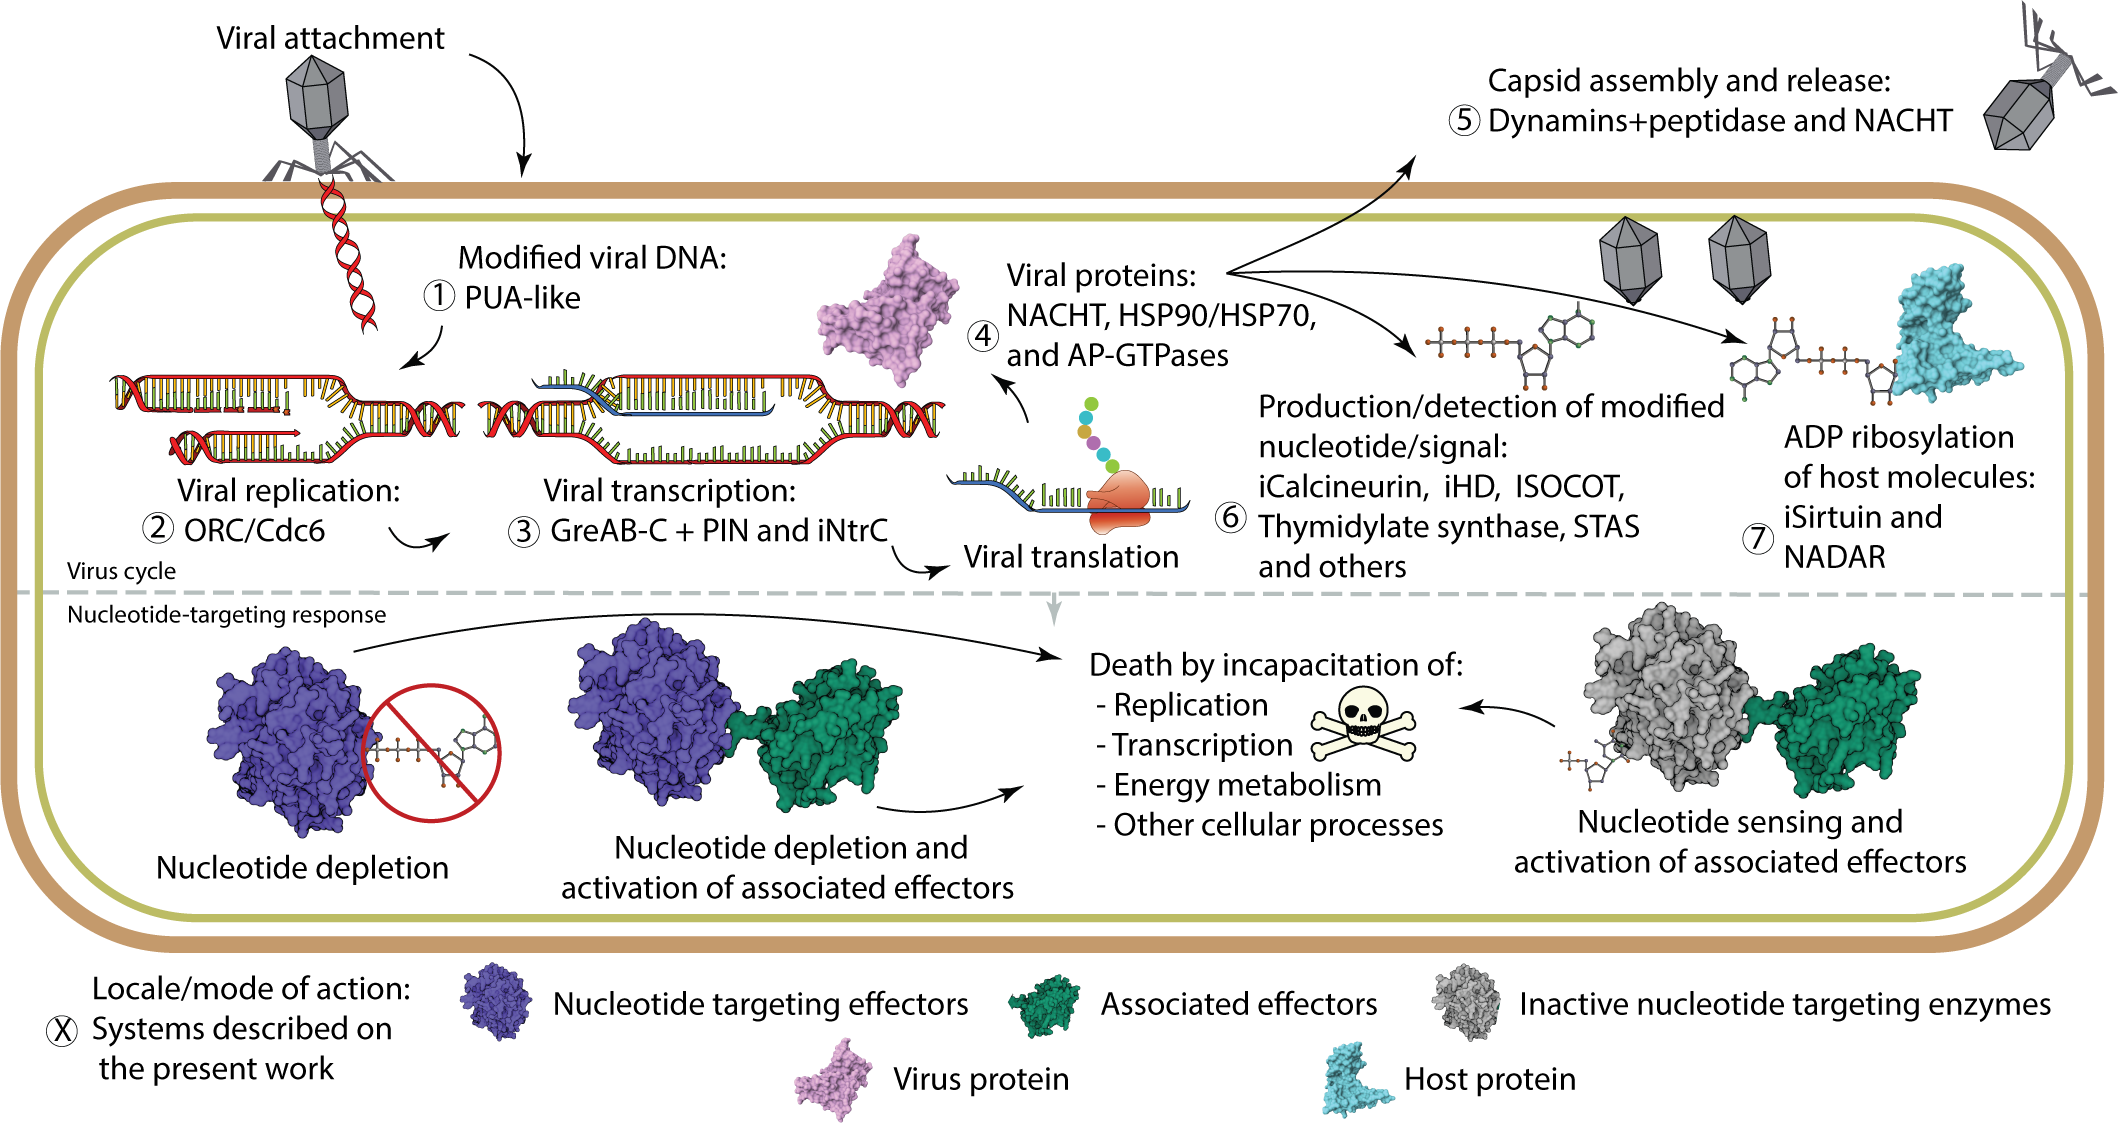 Viral attachment
Capsid assembly and release:
⑤ Dynamins+peptidase and NACHT
Modified viral DNA:
① PUA-like
Viral proteins:
④ NACHT, HSP90/HSP70,
and AP-GTPases
Viral replication:
② ORC/Cdc6
Viral transcription:
③ GreAB-C + PIN and iNtrC
Viral translation
Production/detection of modified
nucleotide/signal:
iCalcineurin, iHD, ISOCOT,
⑥ Thymidylate synthase, STAS
and others
ADP ribosylation
of host molecules:
iSirtuin and
⑦ NADAR
Virus cycle
Nucleotide-targeting response
Nucleotide depletion
Nucleotide depletion and
activation of associated effectors
Death by incapacitation of:
- Replication
- Transcription
- Energy metabolism
- Other cellular processes
Nucleotide sensing and
activation of associated effectors
Locale/mode of action:
Ⓧ Systems described on
the present work
Nucleotide targeting effectors
Associated effectors
Inactive nucleotide targeting enzymes
Virus protein
Host protein